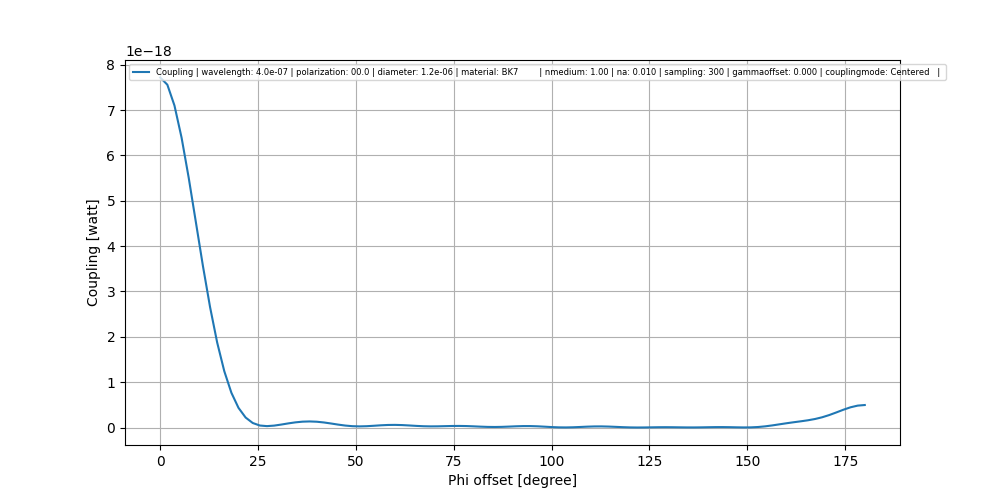 1e−18
Coupling | wavelength: 4.0e-07 | polarization: 00.0 | diameter: 1.2e-06 | material: BK7 | nmedium: 1.00 | na: 0.010 | sampling: 300 | gammaoffset: 0.000 | couplingmode: Centered |
8
7
6
5
4
3
2
1
0
Coupling [watt]
0 25 50 75 100 125 150 175
Phi offset [degree]